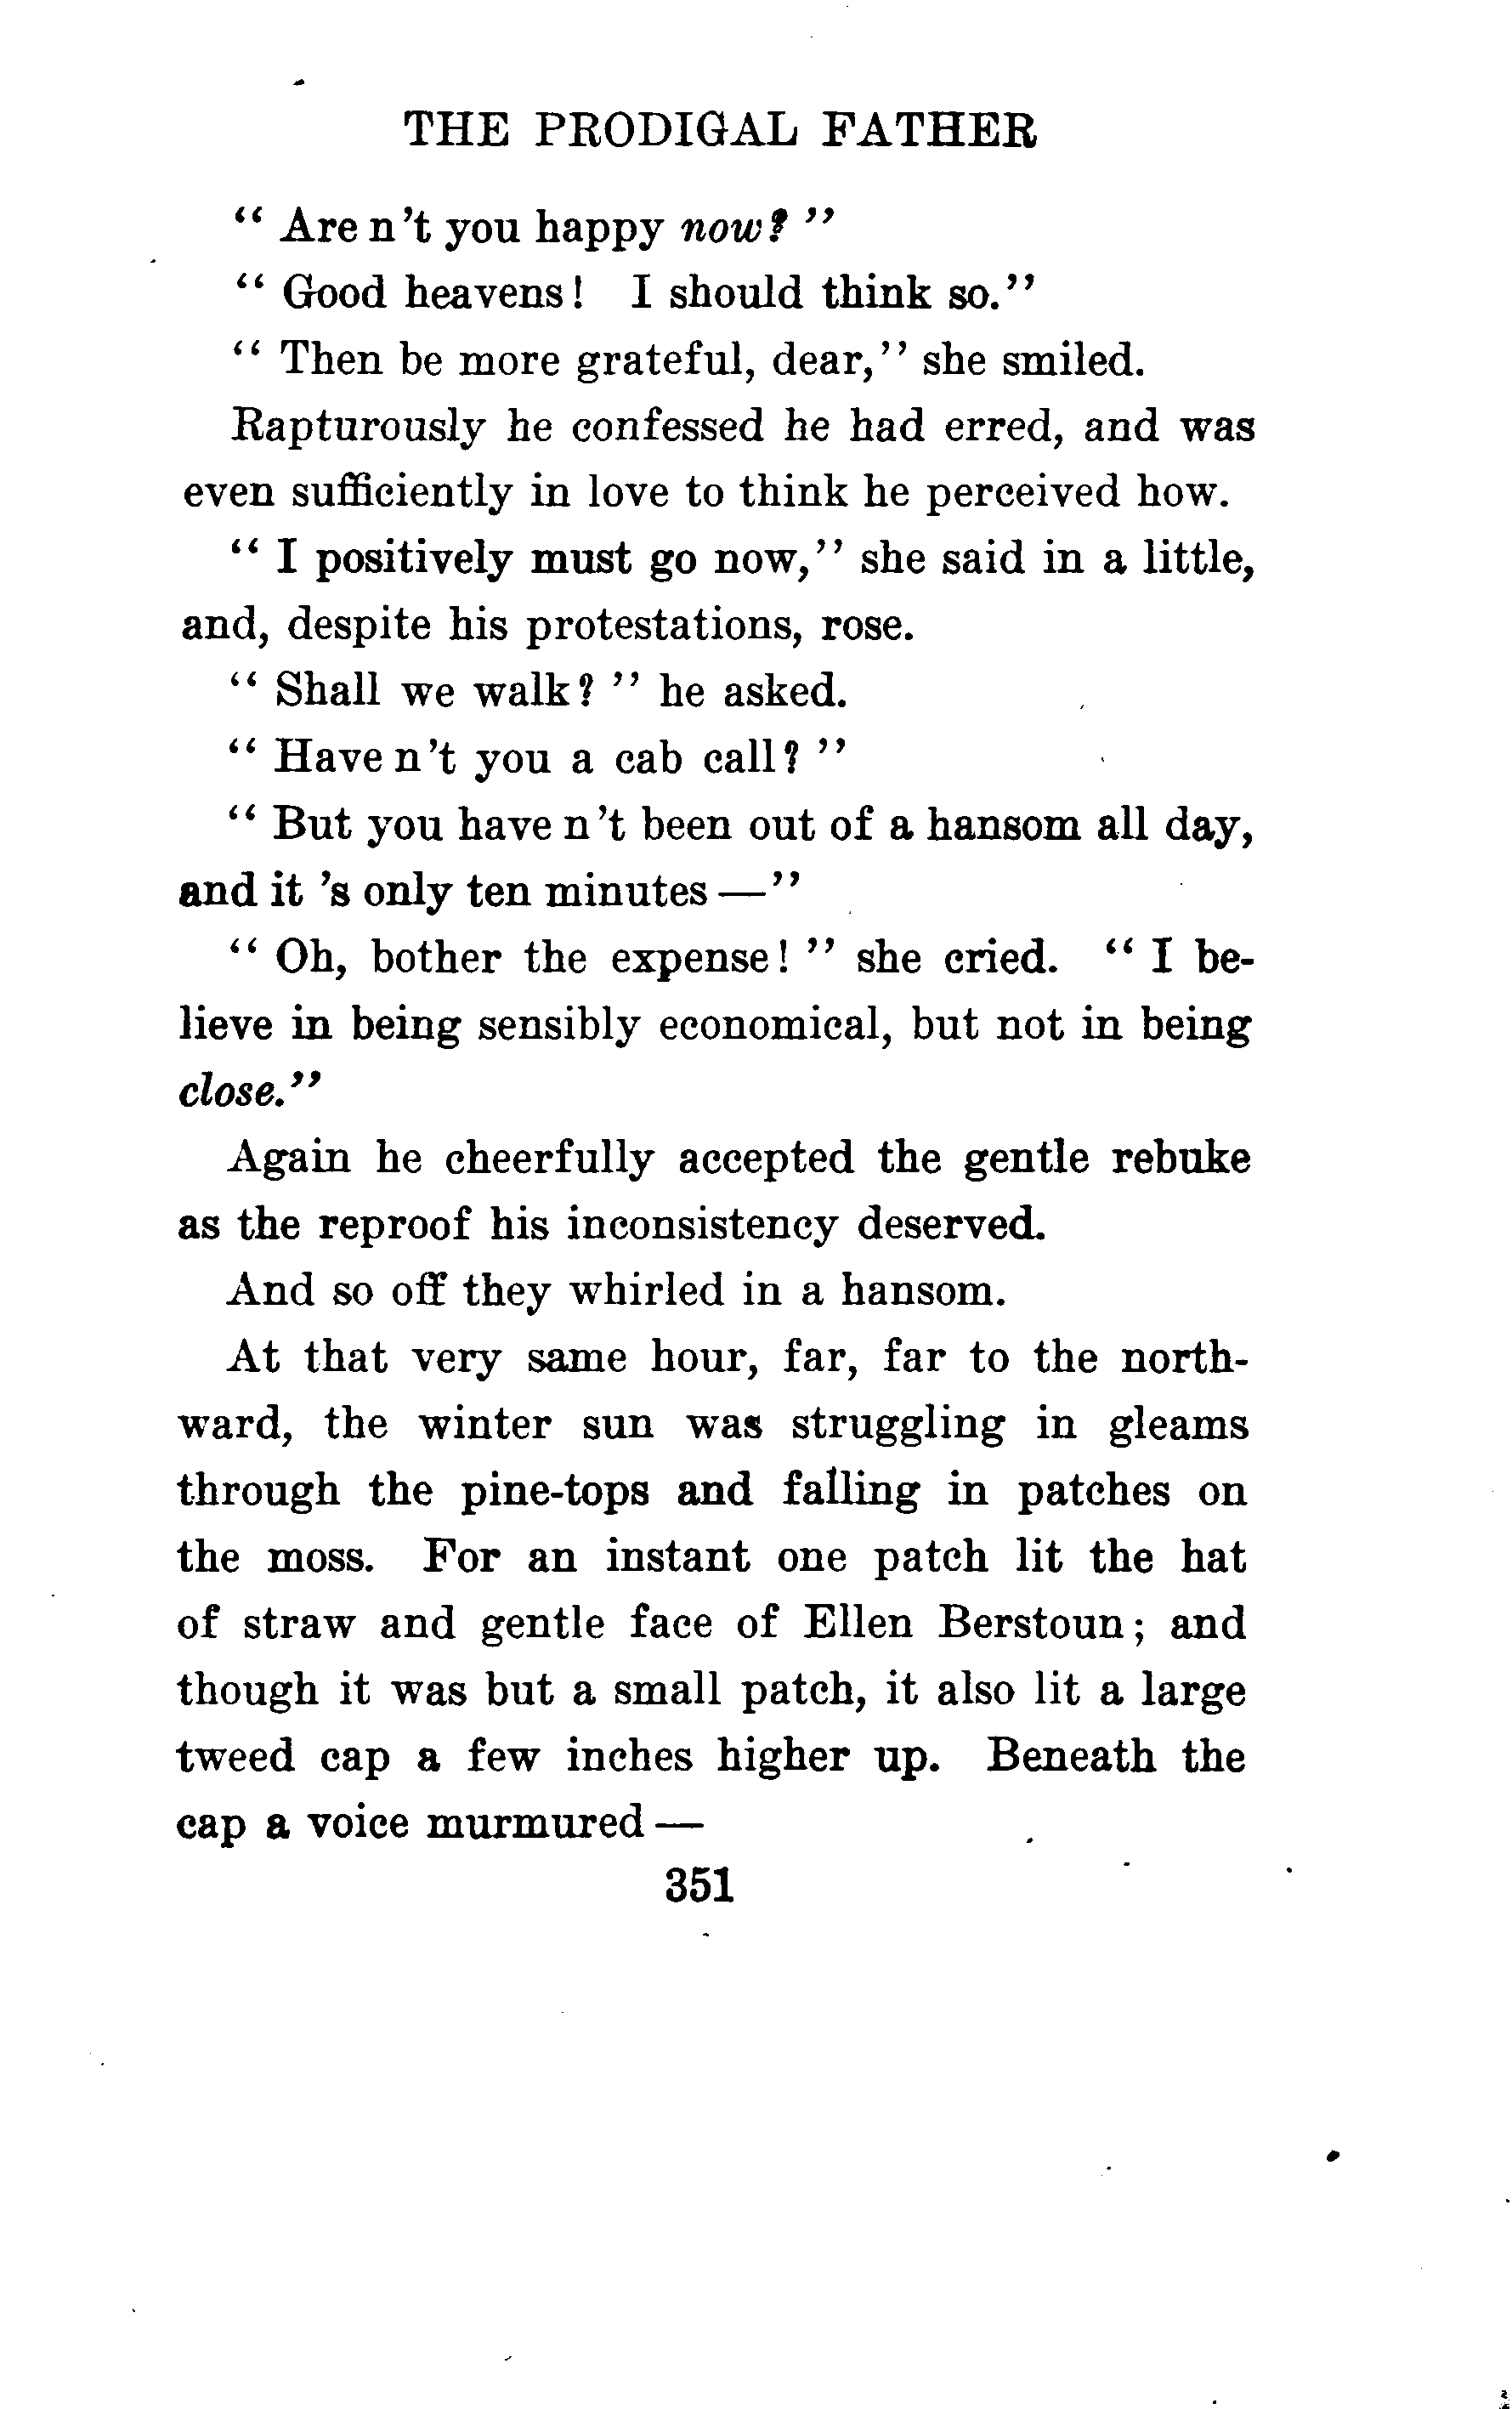 THE PRODIGAL FATHER
“ Are n’t you happy now? ”
“ Good heavens! I should think so.”
“ Then be more grateful, dear,” she smiled.
Rapturously he confessed he had erred, and was
even sufficiently in love to think he perceived how.
“ I positively must go now,” she said in a little,
and, despite his protestations, rose.
“ Shall we walk? ” he asked.
“ Have n’t you a cab call? ”
“ But you have n’t been out of a hansom all day,
and it ’s only ten minutes —”
“ Oh, bother the expense! ” she cried. “ I be-
lieve in being sensibly economical, but not in being
close.”
Again he cheerfully accepted the gentle rebuke
as the reproof his inconsistency deserved.
And so off they whirled in a hansom.
At that very same hour, far, far to the north-
ward, the winter sun was struggling in gleams
through the pine-tops and falling in patches on
the moss. For an instant one patch lit the hat
of straw and gentle face of Ellen Berstoun; and
though it was but a small patch, it also lit a large
tweed cap a few inches higher up. Beneath the
cap a voice murmured —
351